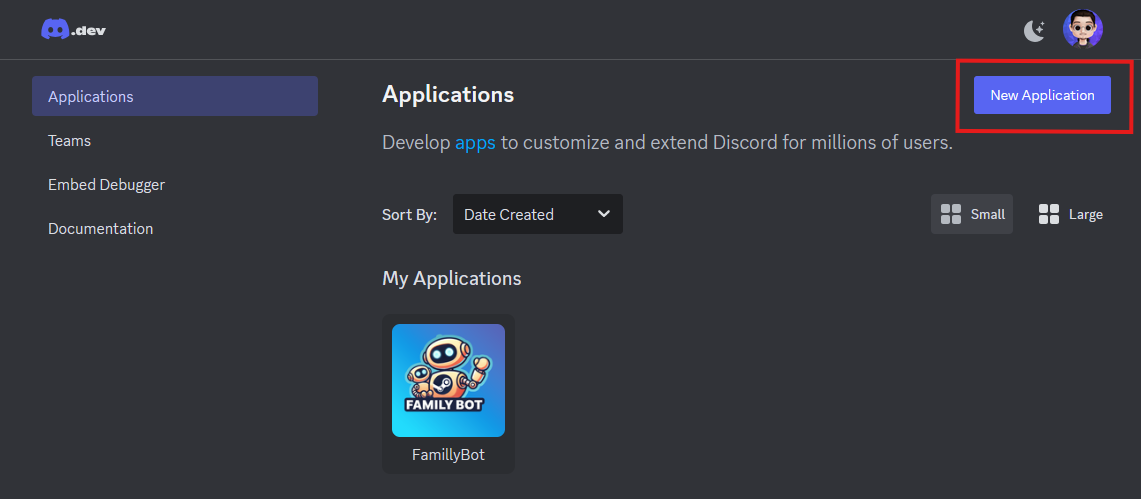 .dev
Applications
Teams
Embed Debugger
Documentation
Applications
New Application
Develop apps to customize and extend Discord for millions of users.
Sort By:
Date Created
Small
Large
My Applications
FAMILY BOT
FamillyBot